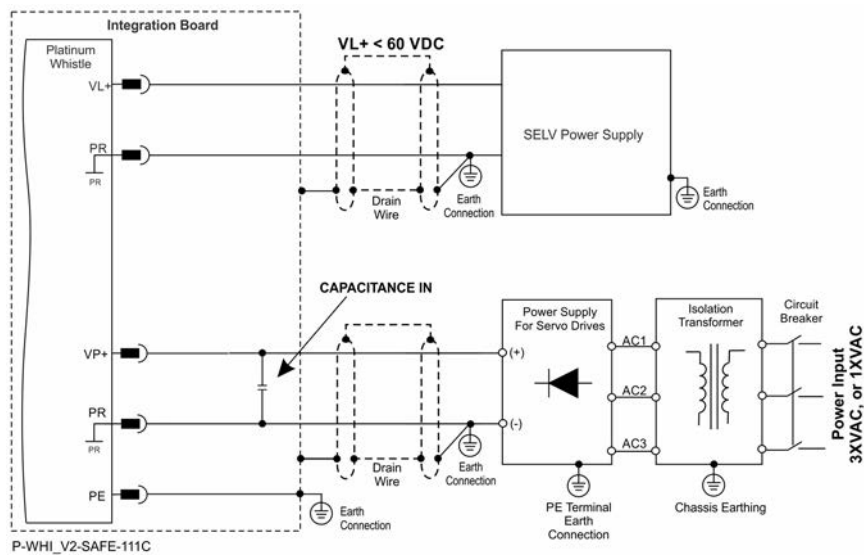 Integration Board
Platinum
Whistle
VL+ < 60 VDC
VL+
PR
PR
SELV Power Supply
Drain
Wire
Earth
Connection
Earth
Connection
CAPACITANCE IN
Power Supply
For Servo Drives
Isolation
Transformer
Circuit
Breaker
VP+
(+)
AC1
AC2
PR
PR
(-)
AC3
Power Input
3XVAC, or 1XVAC
Drain
Wire
Earth
Connection
PE
Earth
Connection
PE Terminal
Earth
Connection
Chassis Earthing
P-WHI_V2-SAFE-111C